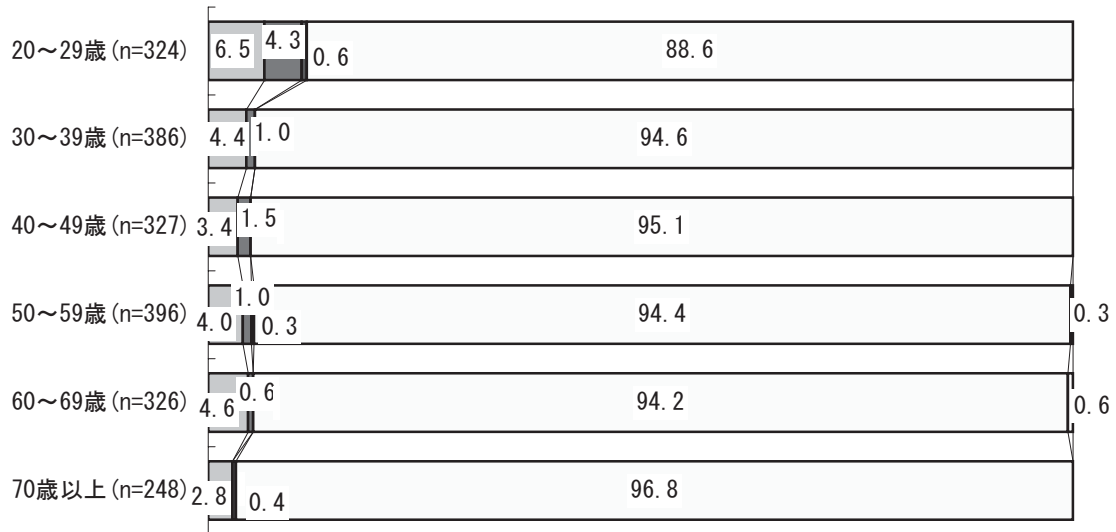 20～29歳(n=324) 6.5 4.3 0.6 88.6
30～39歳(n=386) 4.4 1.0 94.6
40～49歳(n=327) 3.4 1.5 95.1
50～59歳(n=396) 4.0 1.0 0.3 94.4 0.3
60～69歳(n=326) 4.6 0.6 94.2 0.6
70歳以上(n=248) 2.8 0.4 96.8